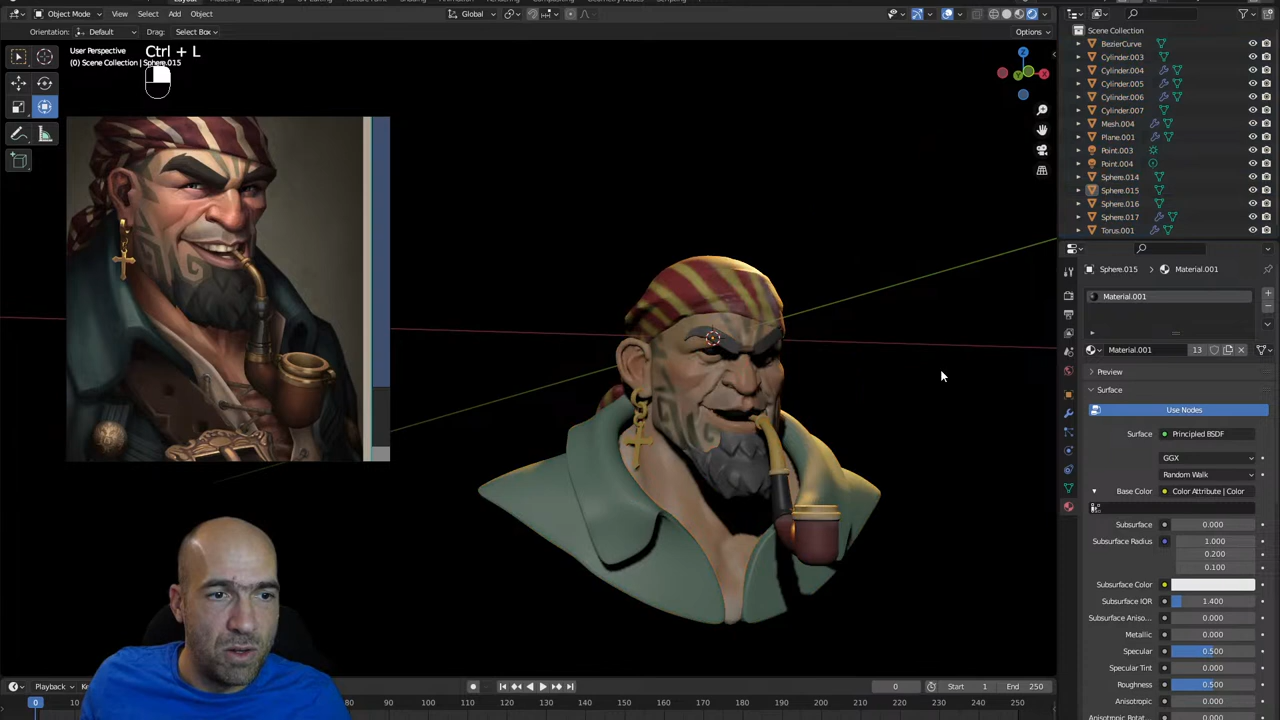 Object Mode View Select Add Object Global Options
Orientation: Default Drag: Select Box
User Perspective
(0) Scene Collection | Sphere.015
Ctrl + L
X
Y
Z
Scene Collection
BezierCurve
Cylinder.003
Cylinder.004
Cylinder.005
Cylinder.006
Cylinder.007
Mesh.004
Plane.001
Point.003
Point.004
Sphere.014
Sphere.015
Sphere.016
Sphere.017
Torus.001
Sphere.015 Material.001
Material.001
Material.001 13
Preview
Surface
Use Nodes
Surface Principled BSDF
GGX
Random Walk
Base Color Color Attribute | Color
Subsurface 0.000
Subsurface Radius 1.000
0.200
0.100
Subsurface Color
Subsurface IOR 1.400
Subsurface Aniso... 0.000
Metallic 0.000
Specular 0.500
Specular Tint 0.000
Roughness 0.500
Anisotropic 0.000
Anisotropic Rotat...
Playback 0 Start 1 End 250
0 10 100 110 120 130 140 150 160 170 180 190 200 210 220 230 240 250